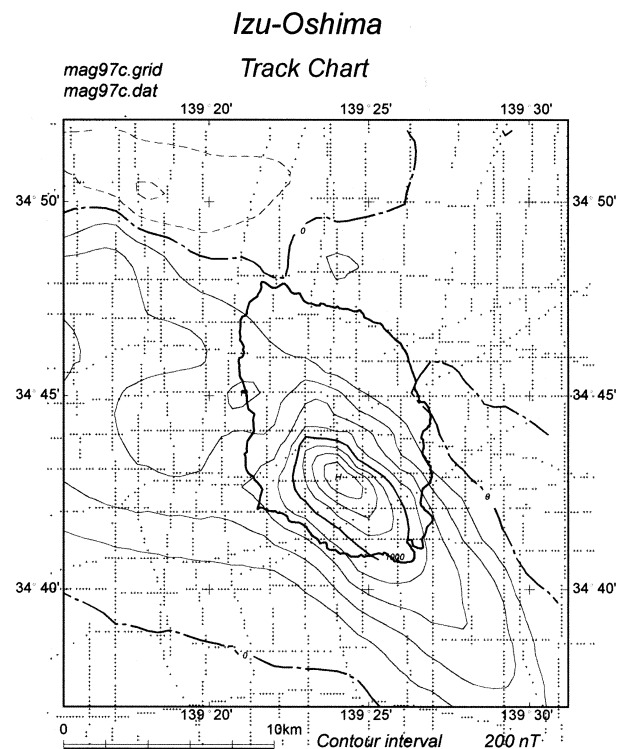 Izu-Oshima
mag97c.grid
Track Chart
mag97c.dat
139° 20' 139° 25' 139° 30'
34° 50' 34° 50'
0
34° 45' 34° 45'
H
0
1000
34° 40' 34° 40'
0
139° 20' 139° 25' 139° 30'
0 10km
Contour interval 200 nT